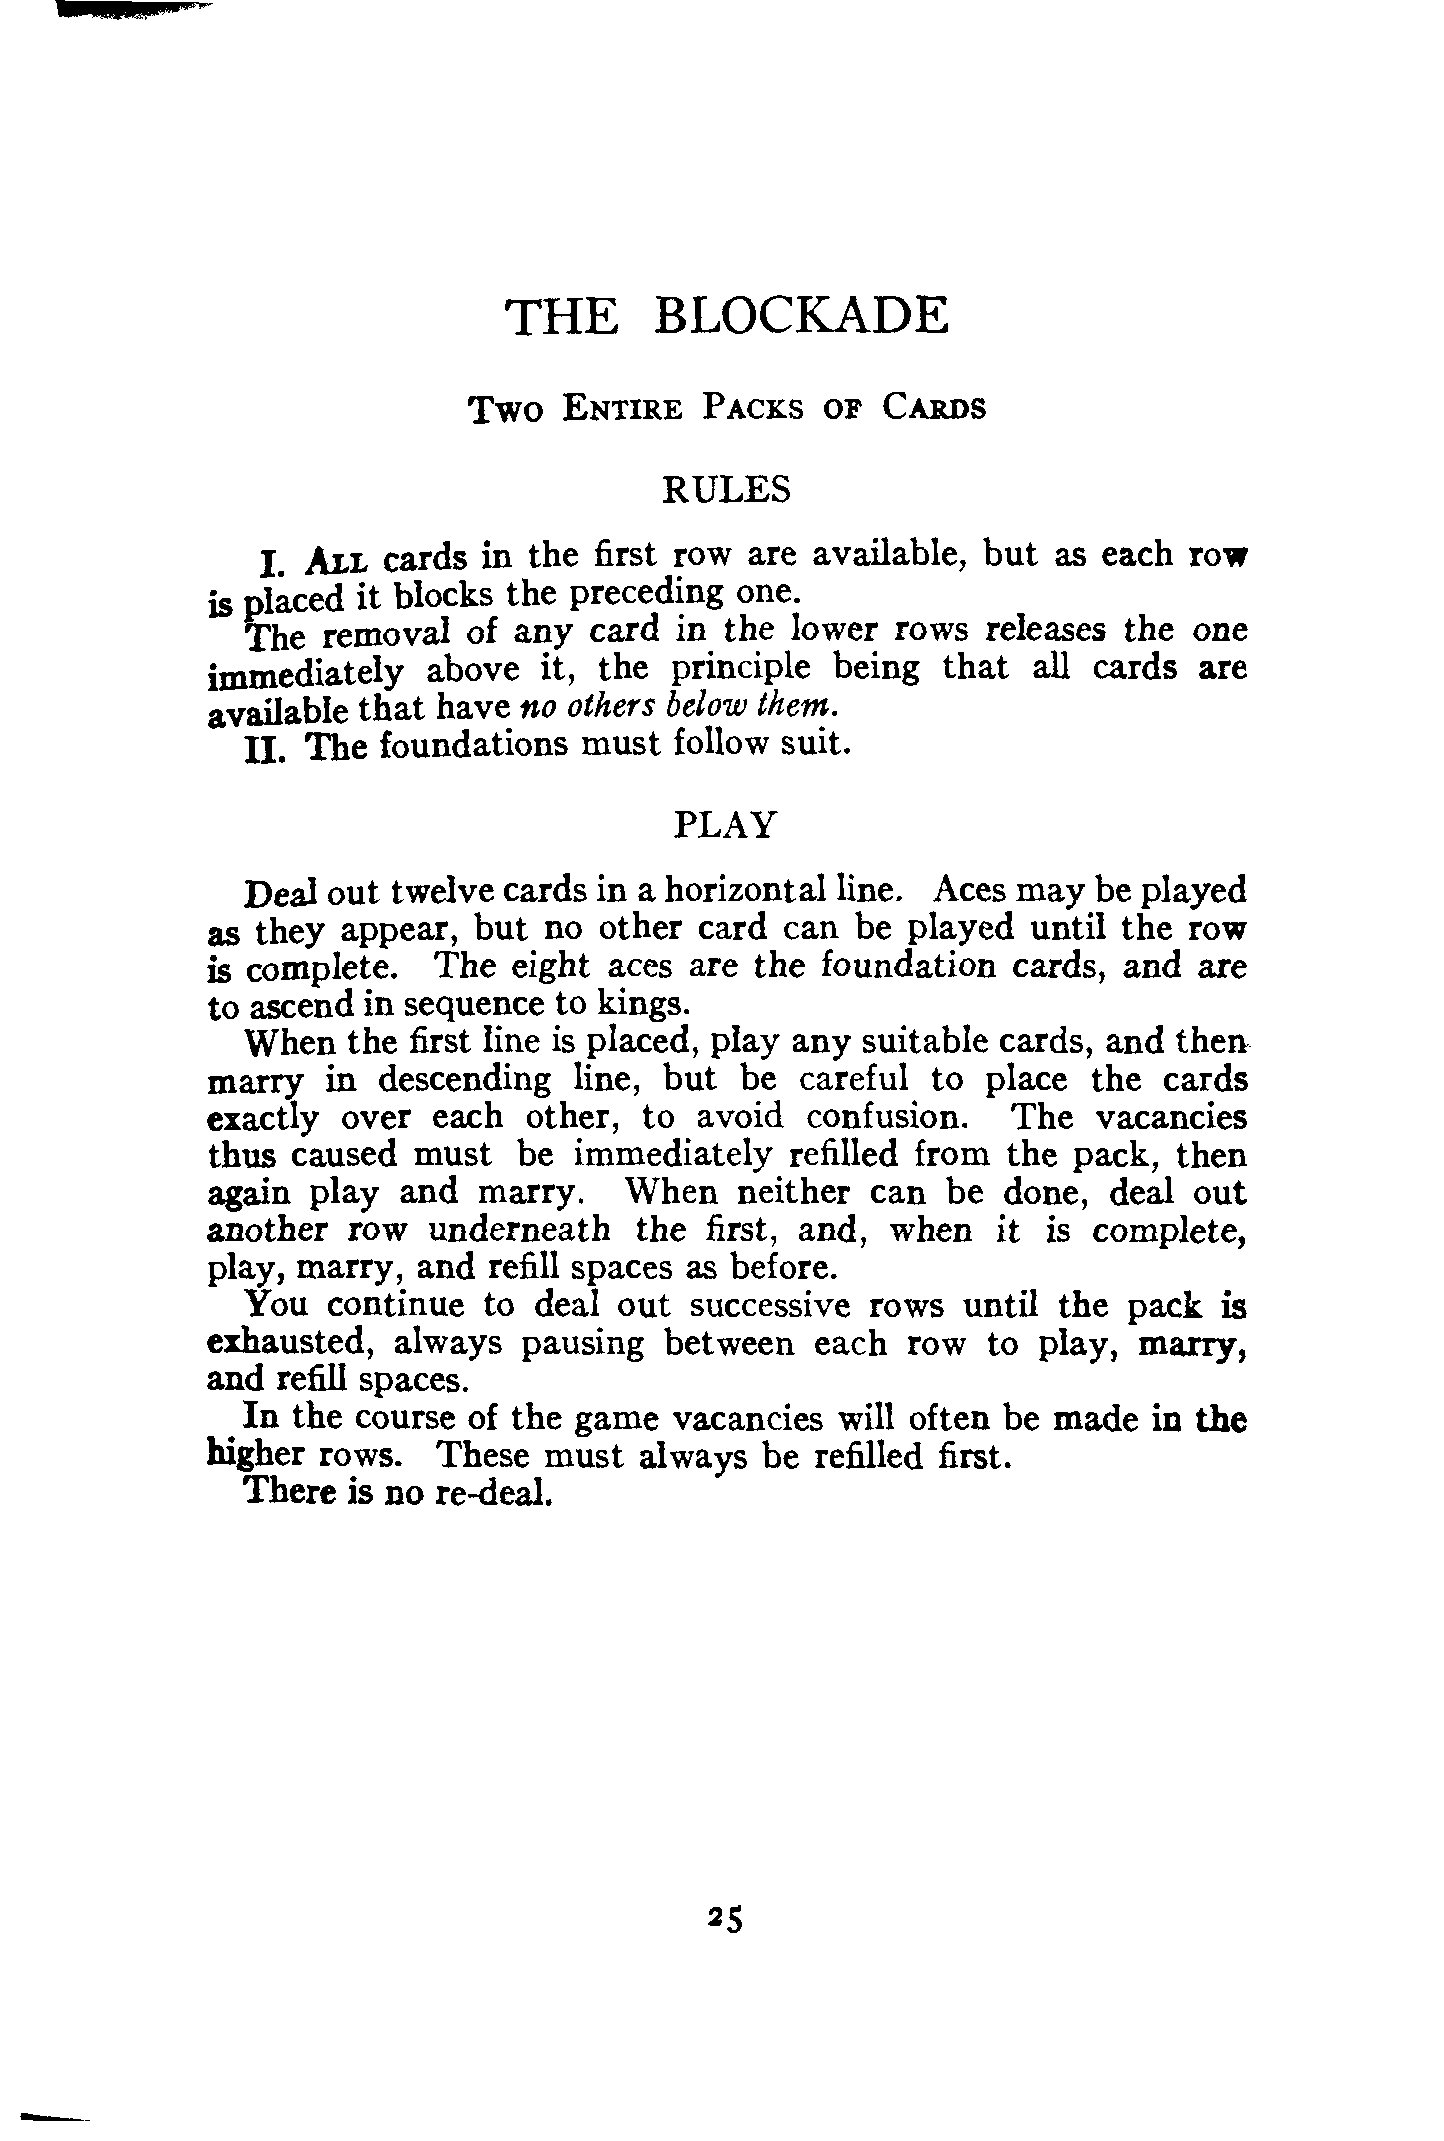 THE BLOCKADE
Two Entire Packs of Cards
RULES
I. All cards in the first row are available, but as each row
is placed it blocks the preceding one.
The removal of any card in the lower rows releases the one
immediately above it, the principle being that all cards are
available that have no others below them.
II. The foundations must follow suit.
PLAY
Deal out twelve cards in a horizontal line. Aces may be played
as they appear, but no other card can be played until the row
is complete. The eight aces are the foundation cards, and are
to ascend in sequence to kings.
When the first line is placed, play any suitable cards, and then
marry in descending line, but be careful to place the cards
exactly over each other, to avoid confusion. The vacancies
thus caused must be immediately refilled from the pack, then
again play and marry. When neither can be done, deal out
another row underneath the first, and, when it is complete,
play, marry, and refill spaces as before.
You continue to deal out successive rows until the pack is
exhausted, always pausing between each row to play, marry,
and refill spaces.
In the course of the game vacancies will often be made in the
higher rows. These must always be refilled first.
There is no re-deal.
25